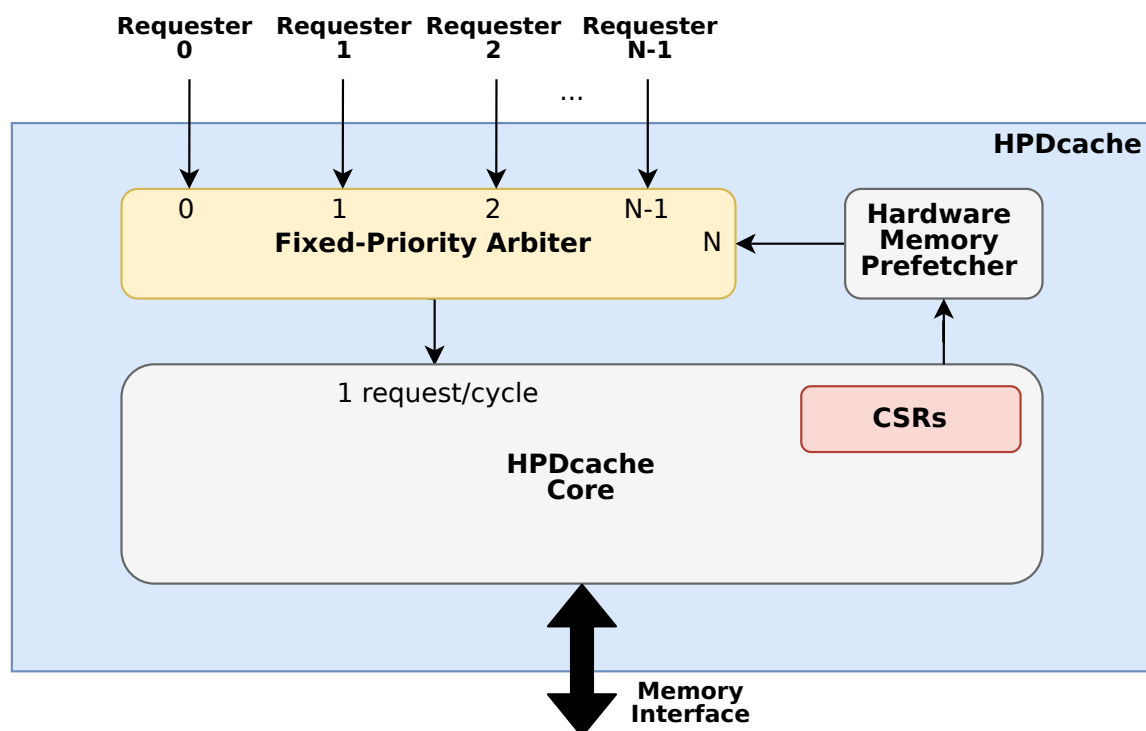 Requester
0
Requester
1
Requester
2
Requester
N-1
...
HPDcache
0
1
2
N-1
Fixed-Priority Arbiter
N
Hardware
Memory
Prefetcher
1 request/cycle
CSRs
HPDcache
Core
Memory
Interface